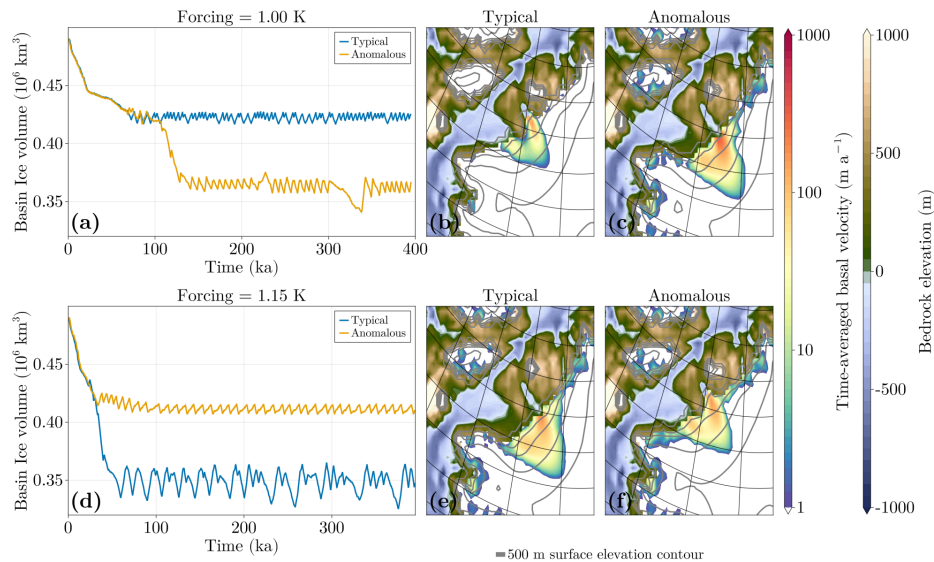 Forcing = 1.00 K
Typical
Anomalous
Basin Ice volume (10⁶ km³)
0.45
0.40
0.35
0
100
200
300
400
Time (ka)
Typical
Anomalous
(a)
(b)
(c)
Forcing = 1.15 K
Typical
Anomalous
Basin Ice volume (10⁶ km³)
0.45
0.40
0.35
0
100
200
300
Time (ka)
Typical
Anomalous
(d)
(e)
(f)
1000
100
10
1
Time-averaged basal velocity (m a⁻¹)
1000
500
0
-500
-1000
Bedrock elevation (m)
500 m surface elevation contour